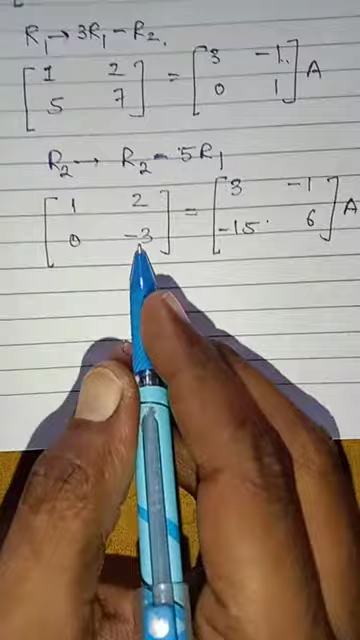 R₁ → 3R₁ − R₂.
[1 2; 5 7] = [3 −1; 0 1] A
R₂ → R₂ − 5R₁
[1 2; 0 −3] = [3 −1; −15 6] A